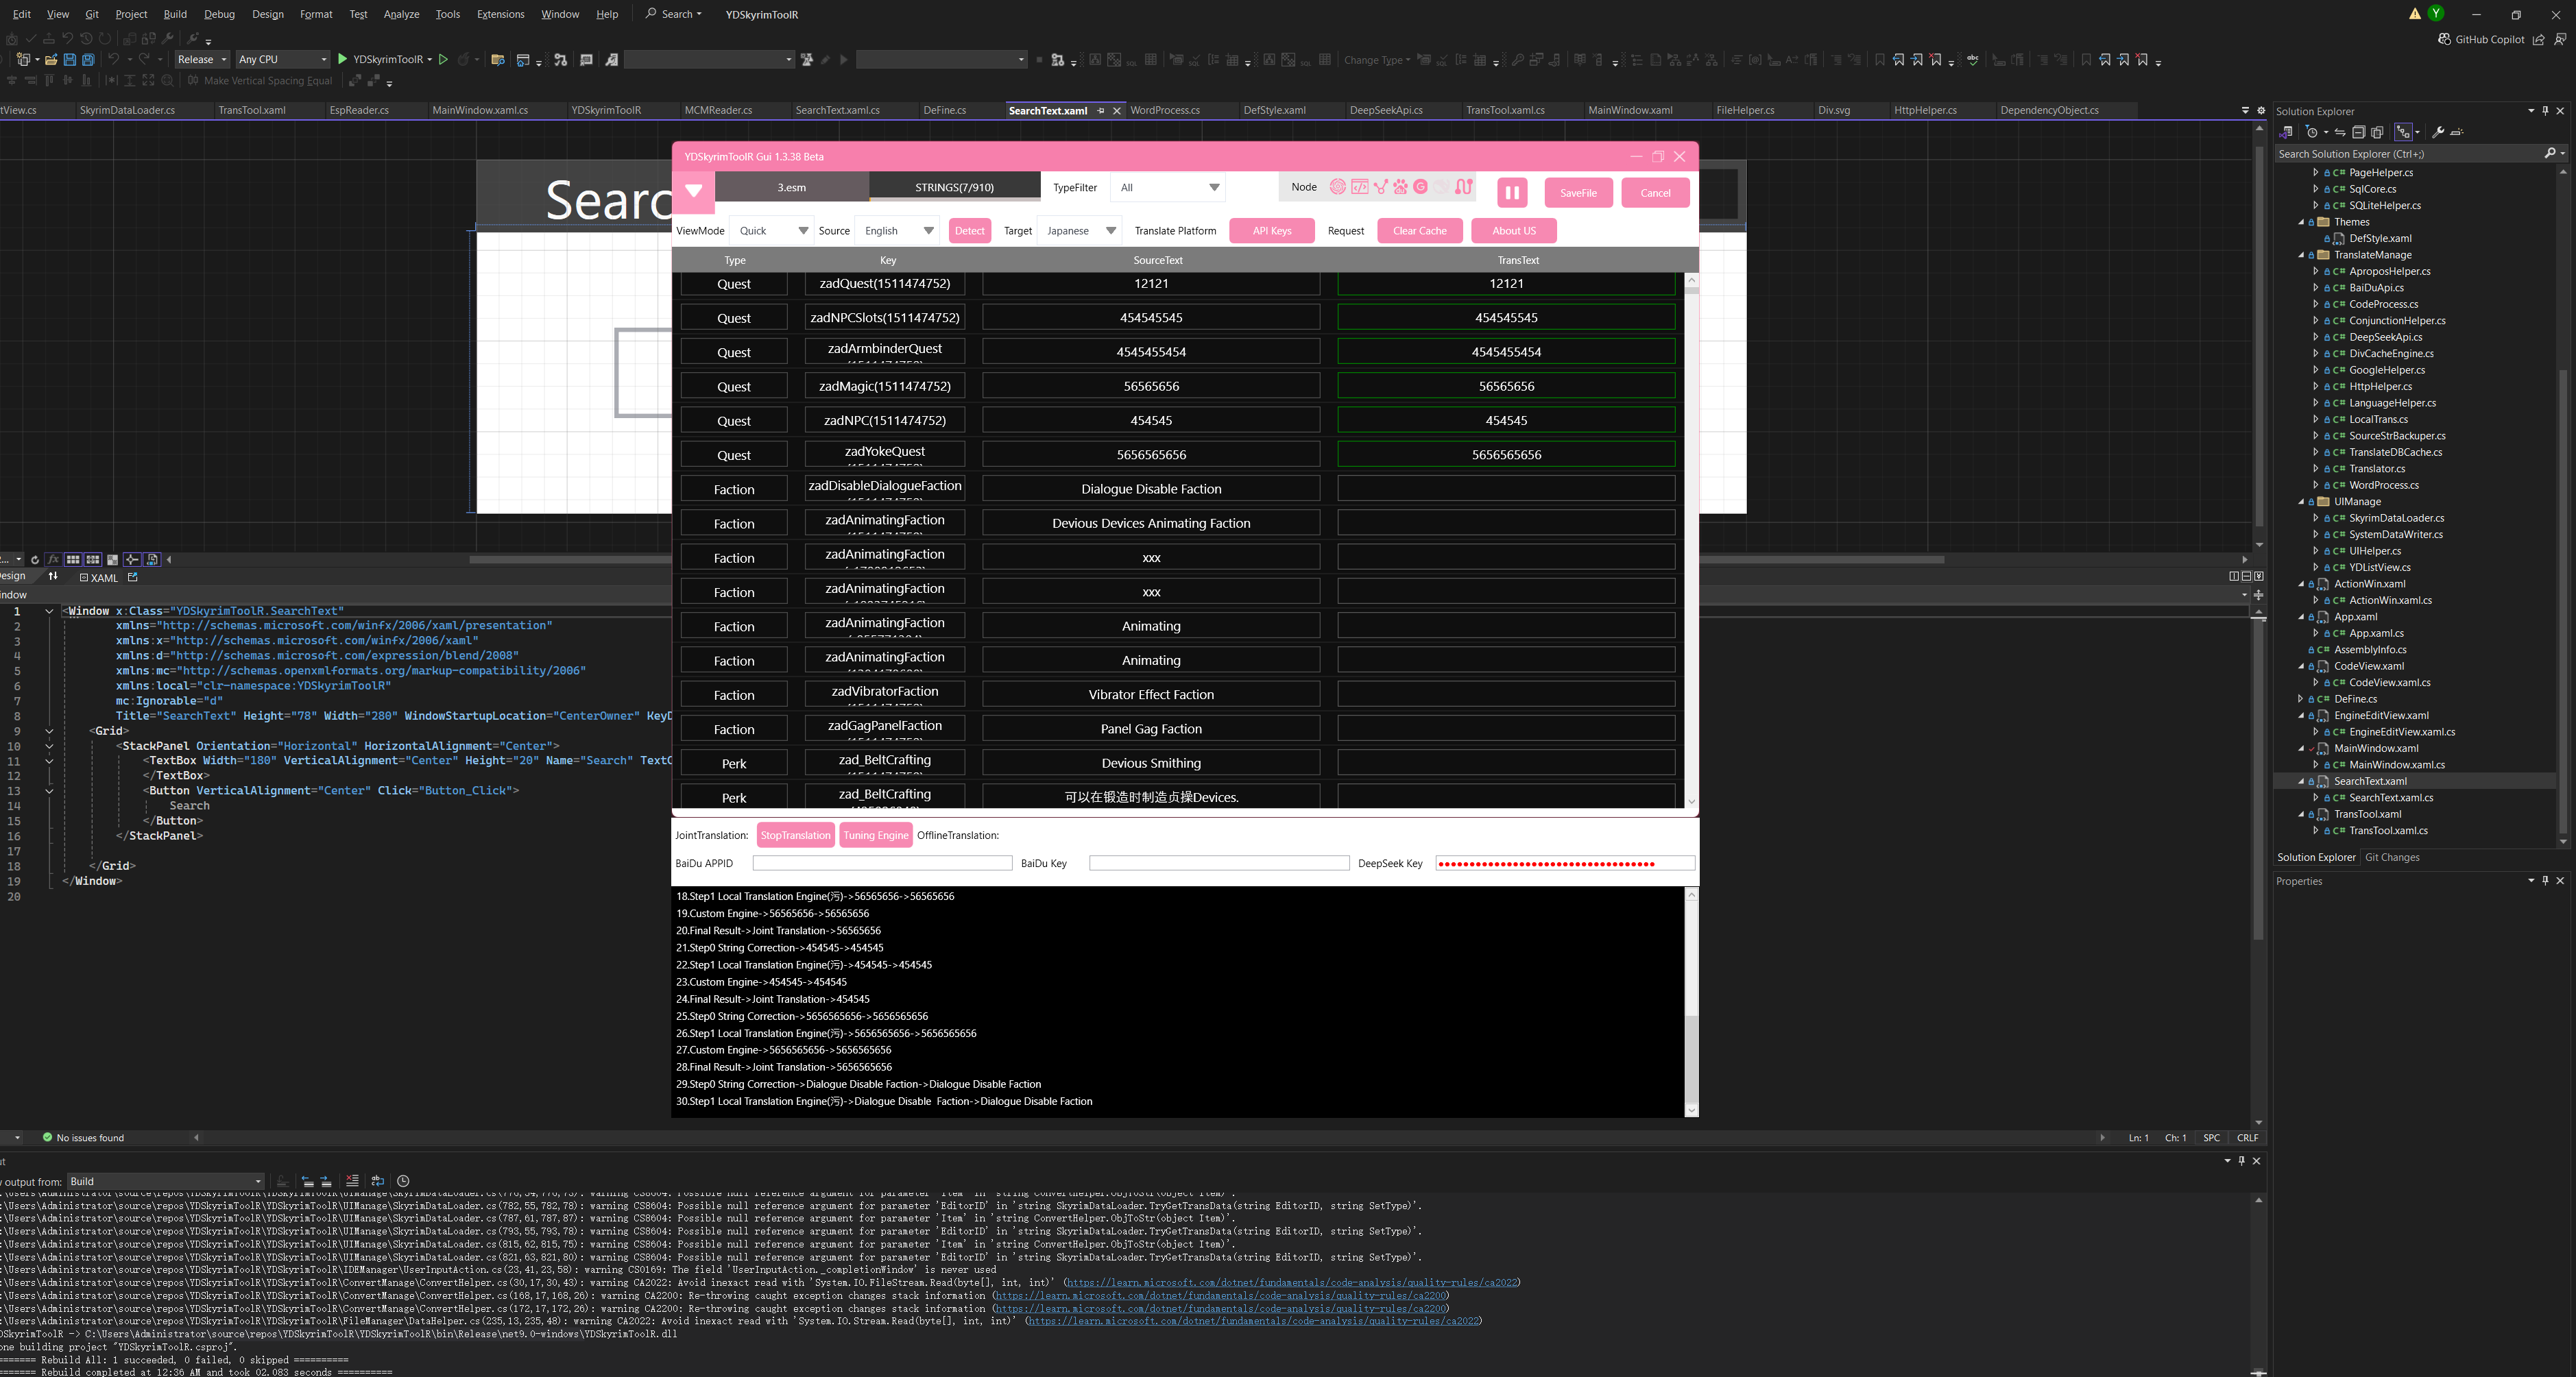 Edit View Git Project Build Debug Design Format Test Analyze Tools Extensions Window Help Search YDSkyrimToolR
GitHub Copilot
Release Any CPU YDSkyrimToolR Change Type
Make Vertical Spacing Equal
tView.cs SkyrimDataLoader.cs TransTool.xaml EspReader.cs MainWindow.xaml.cs YDSkyrimToolR MCMReader.cs SearchText.xaml.cs DeFine.cs SearchText.xaml WordProcess.cs DefStyle.xaml DeepSeekApi.cs TransTool.xaml.cs MainWindow.xaml FileHelper.cs Div.svg HttpHelper.cs DependencyObject.cs
Searc
YDSkyrimToolR Gui 1.3.38 Beta
3.esm STRINGS(7/910) TypeFilter All Node SaveFile Cancel
ViewMode Quick Source English Detect Target Japanese Translate Platform API Keys Request Clear Cache About US
Type Key SourceText TransText
Quest zadQuest(1511474752) 12121 12121
Quest zadNPCSlots(1511474752) 454545545 454545545
Quest zadArmbinderQuest 4545455454 4545455454
Quest zadMagic(1511474752) 56565656 56565656
Quest zadNPC(1511474752) 454545 454545
Quest zadYokeQuest 5656565656 5656565656
Faction zadDisableDialogueFaction Dialogue Disable Faction
Faction zadAnimatingFaction Devious Devices Animating Faction
Faction zadAnimatingFaction xxx
Faction zadAnimatingFaction xxx
Faction zadAnimatingFaction Animating
Faction zadAnimatingFaction Animating
Faction zadVibratorFaction Vibrator Effect Faction
Faction zadGagPanelFaction Panel Gag Faction
Perk zad_BeltCrafting Devious Smithing
Perk zad_BeltCrafting 可以在锻造时制造贞操Devices.
JointTranslation: StopTranslation Tuning Engine OfflineTranslation:
BaiDu APPID BaiDu Key DeepSeek Key
18.Step1 Local Translation Engine(污)->56565656->56565656
19.Custom Engine->56565656->56565656
20.Final Result->Joint Translation->56565656
21.Step0 String Correction->454545->454545
22.Step1 Local Translation Engine(污)->454545->454545
23.Custom Engine->454545->454545
24.Final Result->Joint Translation->454545
25.Step0 String Correction->5656565656->5656565656
26.Step1 Local Translation Engine(污)->5656565656->5656565656
27.Custom Engine->5656565656->5656565656
28.Final Result->Joint Translation->5656565656
29.Step0 String Correction->Dialogue Disable Faction->Dialogue Disable Faction
30.Step1 Local Translation Engine(污)->Dialogue Disable  Faction->Dialogue Disable Faction
esign XAML
indow
1 <Window x:Class="YDSkyrimToolR.SearchText"
2 xmlns="http://schemas.microsoft.com/winfx/2006/xaml/presentation"
3 xmlns:x="http://schemas.microsoft.com/winfx/2006/xaml"
4 xmlns:d="http://schemas.microsoft.com/expression/blend/2008"
5 xmlns:mc="http://schemas.openxmlformats.org/markup-compatibility/2006"
6 xmlns:local="clr-namespace:YDSkyrimToolR"
7 mc:Ignorable="d"
8 Title="SearchText" Height="78" Width="280" WindowStartupLocation="CenterOwner" KeyD
9 <Grid>
10 <StackPanel Orientation="Horizontal" HorizontalAlignment="Center">
11 <TextBox Width="180" VerticalAlignment="Center" Height="20" Name="Search" TextC
12 </TextBox>
13 <Button VerticalAlignment="Center" Click="Button_Click">
14 Search
15 </Button>
16 </StackPanel>
17
18 </Grid>
19 </Window>
20
No issues found Ln: 1 Ch: 1 SPC CRLF
ut
output from: Build
:\Users\Administrator\source\repos\YDSkyrimToolR\YDSkyrimToolR\UIManage\SkyrimDataLoader.cs(782,55,782,78): warning CS8604: Possible null reference argument for parameter 'EditorID' in 'string SkyrimDataLoader.TryGetTransData(string EditorID, string SetType)'.
:\Users\Administrator\source\repos\YDSkyrimToolR\YDSkyrimToolR\UIManage\SkyrimDataLoader.cs(787,61,787,87): warning CS8604: Possible null reference argument for parameter 'Item' in 'string ConvertHelper.ObjToStr(object Item)'.
:\Users\Administrator\source\repos\YDSkyrimToolR\YDSkyrimToolR\UIManage\SkyrimDataLoader.cs(793,55,793,78): warning CS8604: Possible null reference argument for parameter 'EditorID' in 'string SkyrimDataLoader.TryGetTransData(string EditorID, string SetType)'.
:\Users\Administrator\source\repos\YDSkyrimToolR\YDSkyrimToolR\UIManage\SkyrimDataLoader.cs(815,62,815,75): warning CS8604: Possible null reference argument for parameter 'Item' in 'string ConvertHelper.ObjToStr(object Item)'.
:\Users\Administrator\source\repos\YDSkyrimToolR\YDSkyrimToolR\UIManage\SkyrimDataLoader.cs(821,63,821,80): warning CS8604: Possible null reference argument for parameter 'EditorID' in 'string SkyrimDataLoader.TryGetTransData(string EditorID, string SetType)'.
:\Users\Administrator\source\repos\YDSkyrimToolR\YDSkyrimToolR\IDEManager\UserInputAction.cs(23,41,23,58): warning CS0169: The field 'UserInputAction._completionWindow' is never used
:\Users\Administrator\source\repos\YDSkyrimToolR\YDSkyrimToolR\ConvertManage\ConvertHelper.cs(30,17,30,43): warning CA2022: Avoid inexact read with 'System.IO.FileStream.Read(byte[], int, int)' (https://learn.microsoft.com/dotnet/fundamentals/code-analysis/quality-rules/ca2022)
:\Users\Administrator\source\repos\YDSkyrimToolR\YDSkyrimToolR\ConvertManage\ConvertHelper.cs(168,17,168,26): warning CA2200: Re-throwing caught exception changes stack information (https://learn.microsoft.com/dotnet/fundamentals/code-analysis/quality-rules/ca2200)
:\Users\Administrator\source\repos\YDSkyrimToolR\YDSkyrimToolR\ConvertManage\ConvertHelper.cs(172,17,172,26): warning CA2200: Re-throwing caught exception changes stack information (https://learn.microsoft.com/dotnet/fundamentals/code-analysis/quality-rules/ca2200)
:\Users\Administrator\source\repos\YDSkyrimToolR\YDSkyrimToolR\FileManager\DataHelper.cs(235,13,235,48): warning CA2022: Avoid inexact read with 'System.IO.Stream.Read(byte[], int, int)' (https://learn.microsoft.com/dotnet/fundamentals/code-analysis/quality-rules/ca2022)
DSkyrimToolR -> C:\Users\Administrator\source\repos\YDSkyrimToolR\YDSkyrimToolR\bin\Release\net9.0-windows\YDSkyrimToolR.dll
one building project "YDSkyrimToolR.csproj".
======= Rebuild All: 1 succeeded, 0 failed, 0 skipped ==========
======= Rebuild completed at 12:36 AM and took 02.083 seconds ==========
Solution Explorer
Search Solution Explorer (Ctrl+;)
C# PageHelper.cs
C# SqlCore.cs
C# SQLiteHelper.cs
Themes
DefStyle.xaml
TranslateManage
C# AproposHelper.cs
C# BaiDuApi.cs
C# CodeProcess.cs
C# ConjunctionHelper.cs
C# DeepSeekApi.cs
C# DivCacheEngine.cs
C# GoogleHelper.cs
C# HttpHelper.cs
C# LanguageHelper.cs
C# LocalTrans.cs
C# SourceStrBackuper.cs
C# TranslateDBCache.cs
C# Translator.cs
C# WordProcess.cs
UIManage
C# SkyrimDataLoader.cs
C# SystemDataWriter.cs
C# UIHelper.cs
C# YDListView.cs
ActionWin.xaml
C# ActionWin.xaml.cs
App.xaml
C# App.xaml.cs
C# AssemblyInfo.cs
CodeView.xaml
C# CodeView.xaml.cs
C# DeFine.cs
EngineEditView.xaml
C# EngineEditView.xaml.cs
MainWindow.xaml
C# MainWindow.xaml.cs
SearchText.xaml
C# SearchText.xaml.cs
TransTool.xaml
C# TransTool.xaml.cs
Solution Explorer Git Changes
Properties